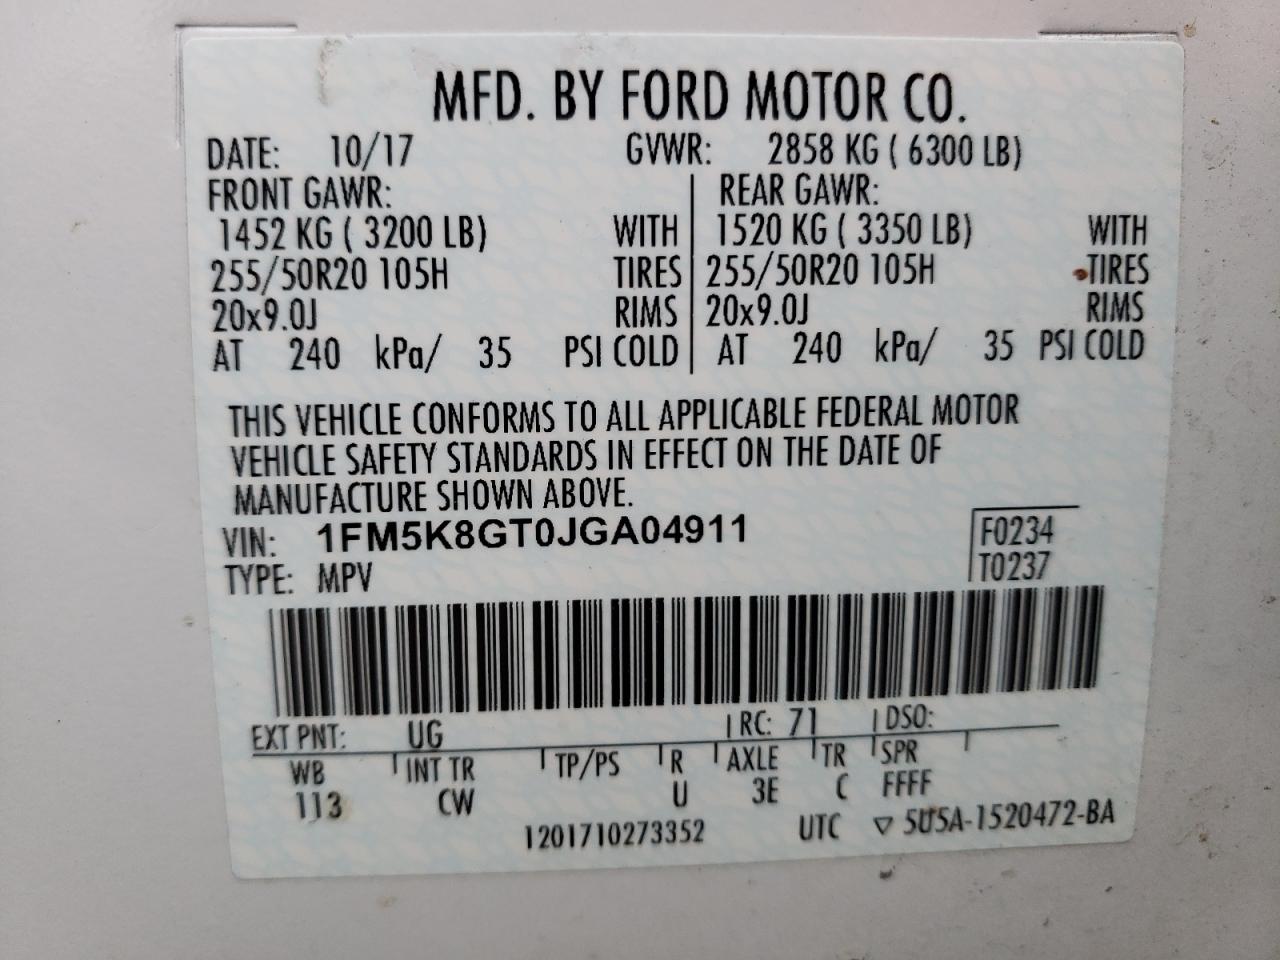 MFD. BY FORD MOTOR CO.
DATE: 10/17 GVWR: 2858 KG ( 6300 LB)
FRONT GAWR: REAR GAWR:
1452 KG ( 3200 LB) WITH 1520 KG ( 3350 LB) WITH
255/50R20 105H TIRES 255/50R20 105H TIRES
20x9.0J RIMS 20x9.0J RIMS
AT 240 kPa/ 35 PSI COLD AT 240 kPa/ 35 PSI COLD
THIS VEHICLE CONFORMS TO ALL APPLICABLE FEDERAL MOTOR
VEHICLE SAFETY STANDARDS IN EFFECT ON THE DATE OF
MANUFACTURE SHOWN ABOVE.
VIN: 1FM5K8GT0JGA04911 F0234
TYPE: MPV T0237
EXT PNT: UG RC: 71 DSO:
WB INT TR TP/PS R AXLE TR SPR
113 CW U 3E C FFFF
1201710273352 UTC ▽ 5U5A-1520472-BA